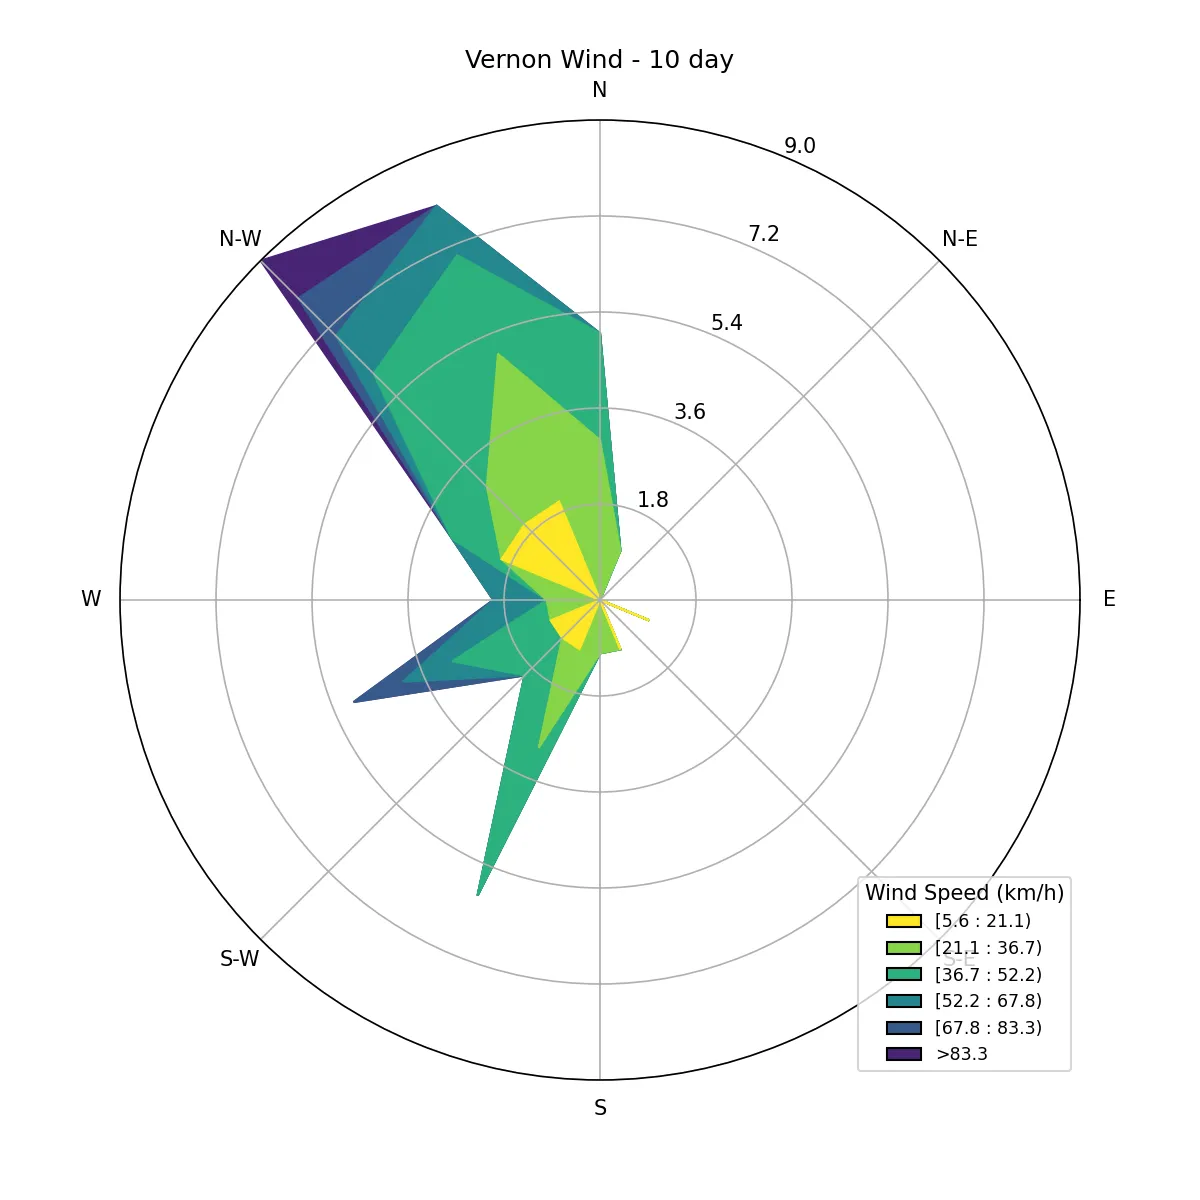 Vernon Wind - 10 day
N
9.0
7.2
N-W
N-E
5.4
3.6
1.8
W
E
Wind Speed (km/h)
[5.6 : 21.1)
[21.1 : 36.7)
S-W
S-E
[36.7 : 52.2)
[52.2 : 67.8)
[67.8 : 83.3)
>83.3
S